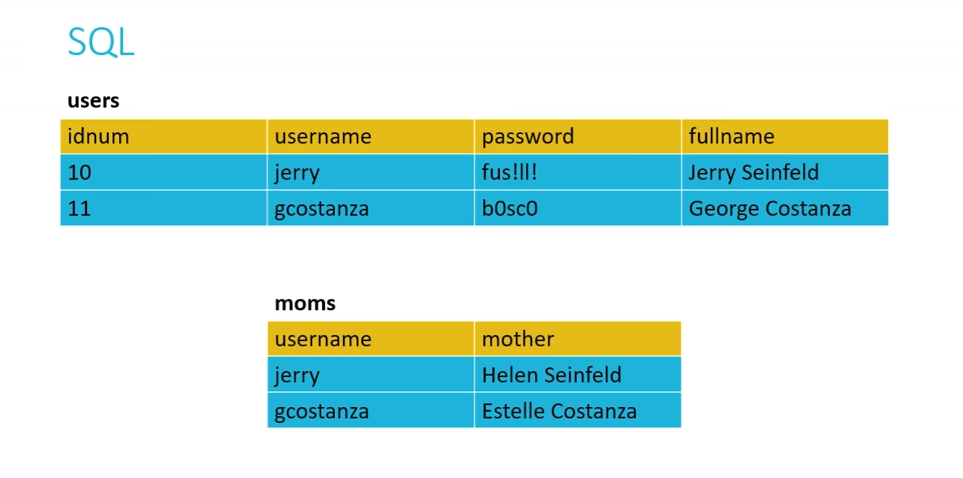 SQL
users
idnum username password fullname
10 jerry fus!ll! Jerry Seinfeld
11 gcostanza b0sc0 George Costanza
moms
username mother
jerry Helen Seinfeld
gcostanza Estelle Costanza